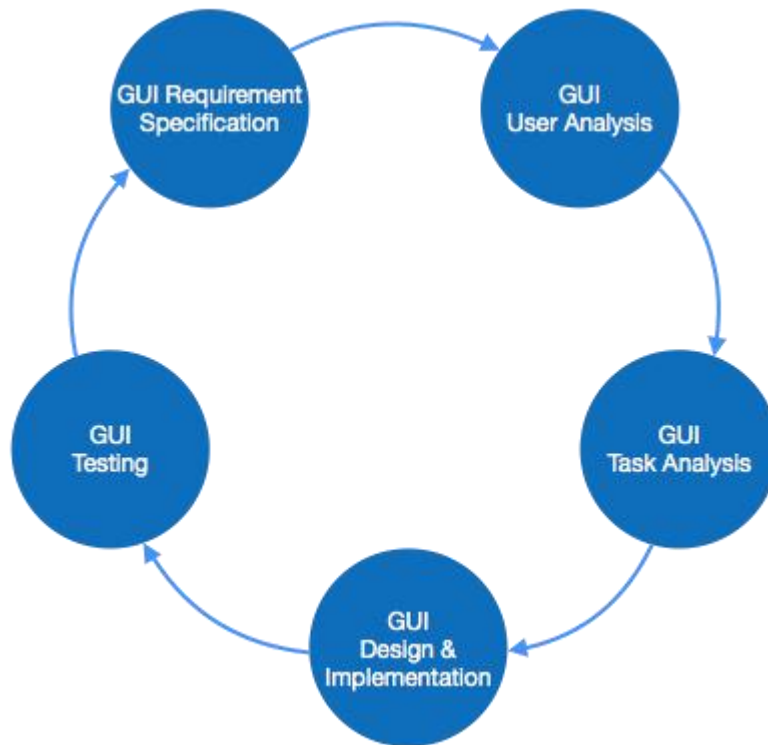 GUI Requirement
Specification
GUI
User Analysis
GUI
Task Analysis
GUI
Design &
Implementation
GUI
Testing